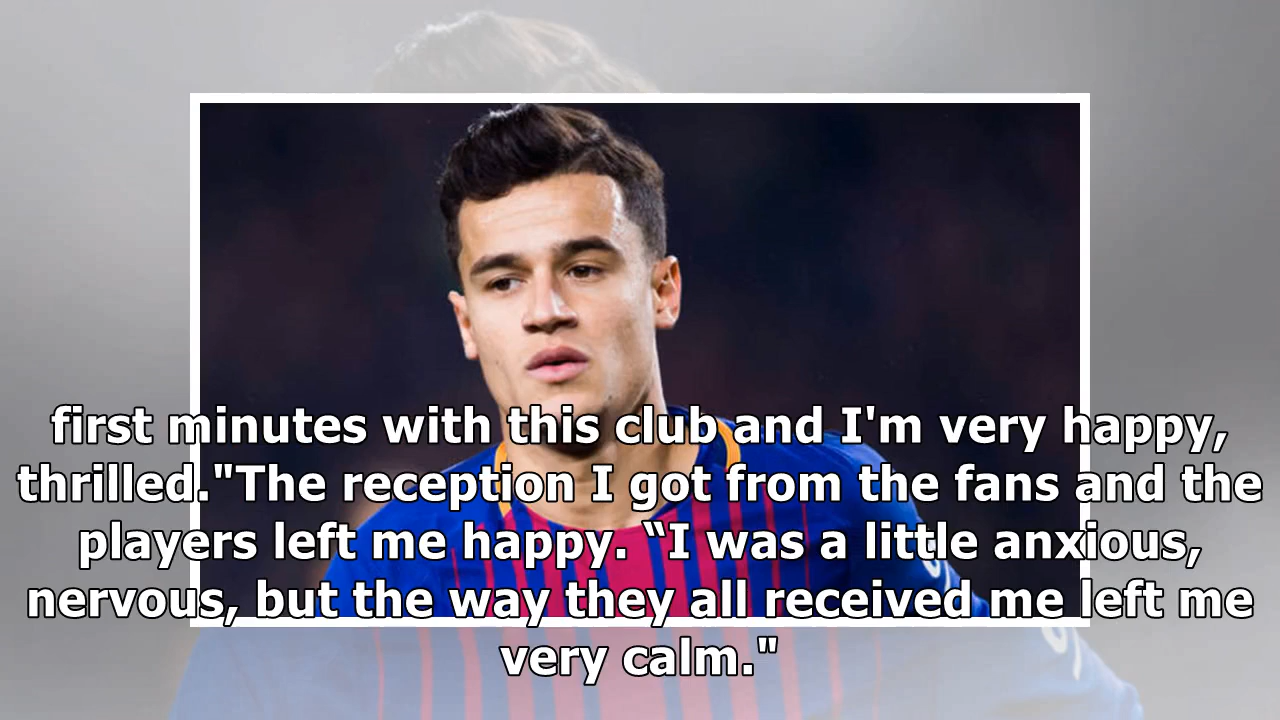 first minutes with this club and I'm very happy,
thrilled."The reception I got from the fans and the
players left me happy. “I was a little anxious,
nervous, but the way they all received me left me
very calm."